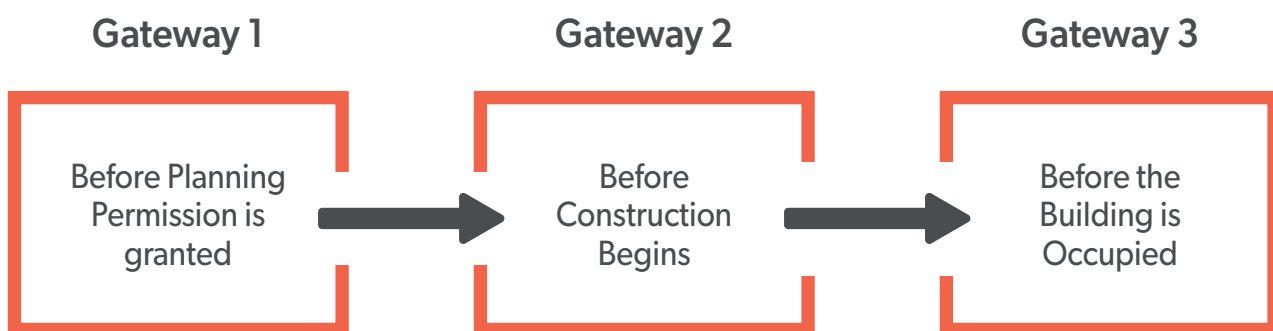 Gateway 1
Before Planning
Permission is
granted
Gateway 2
Before
Construction
Begins
Gateway 3
Before the
Building is
Occupied